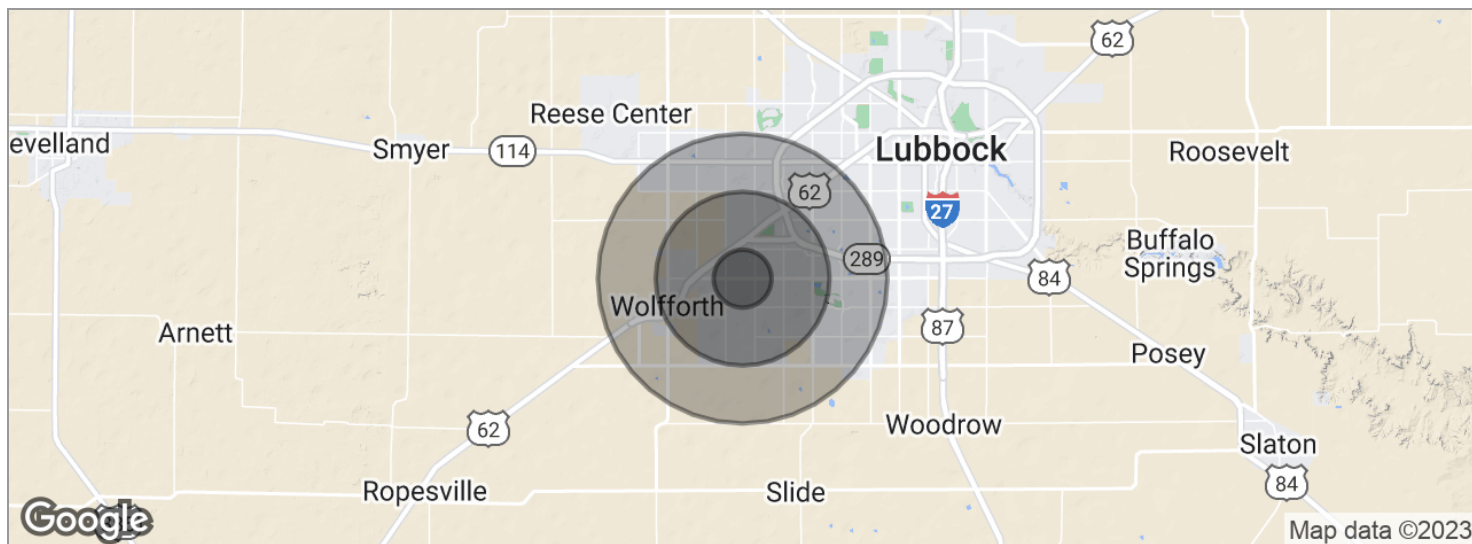 62
Reese Center
evelland
Smyer
114
Lubbock
Roosevelt
62
27
Buffalo
Springs
289
84
Wolfforth
Arnett
87
Posey
62
Woodrow
Slaton
Ropesville
Slide
84
Google
Map data ©2023